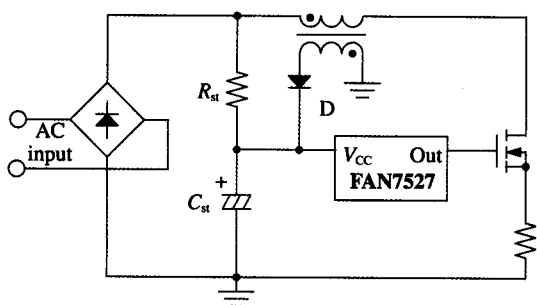 R_st
D
AC
input
V_CC Out
FAN7527
+
C_st